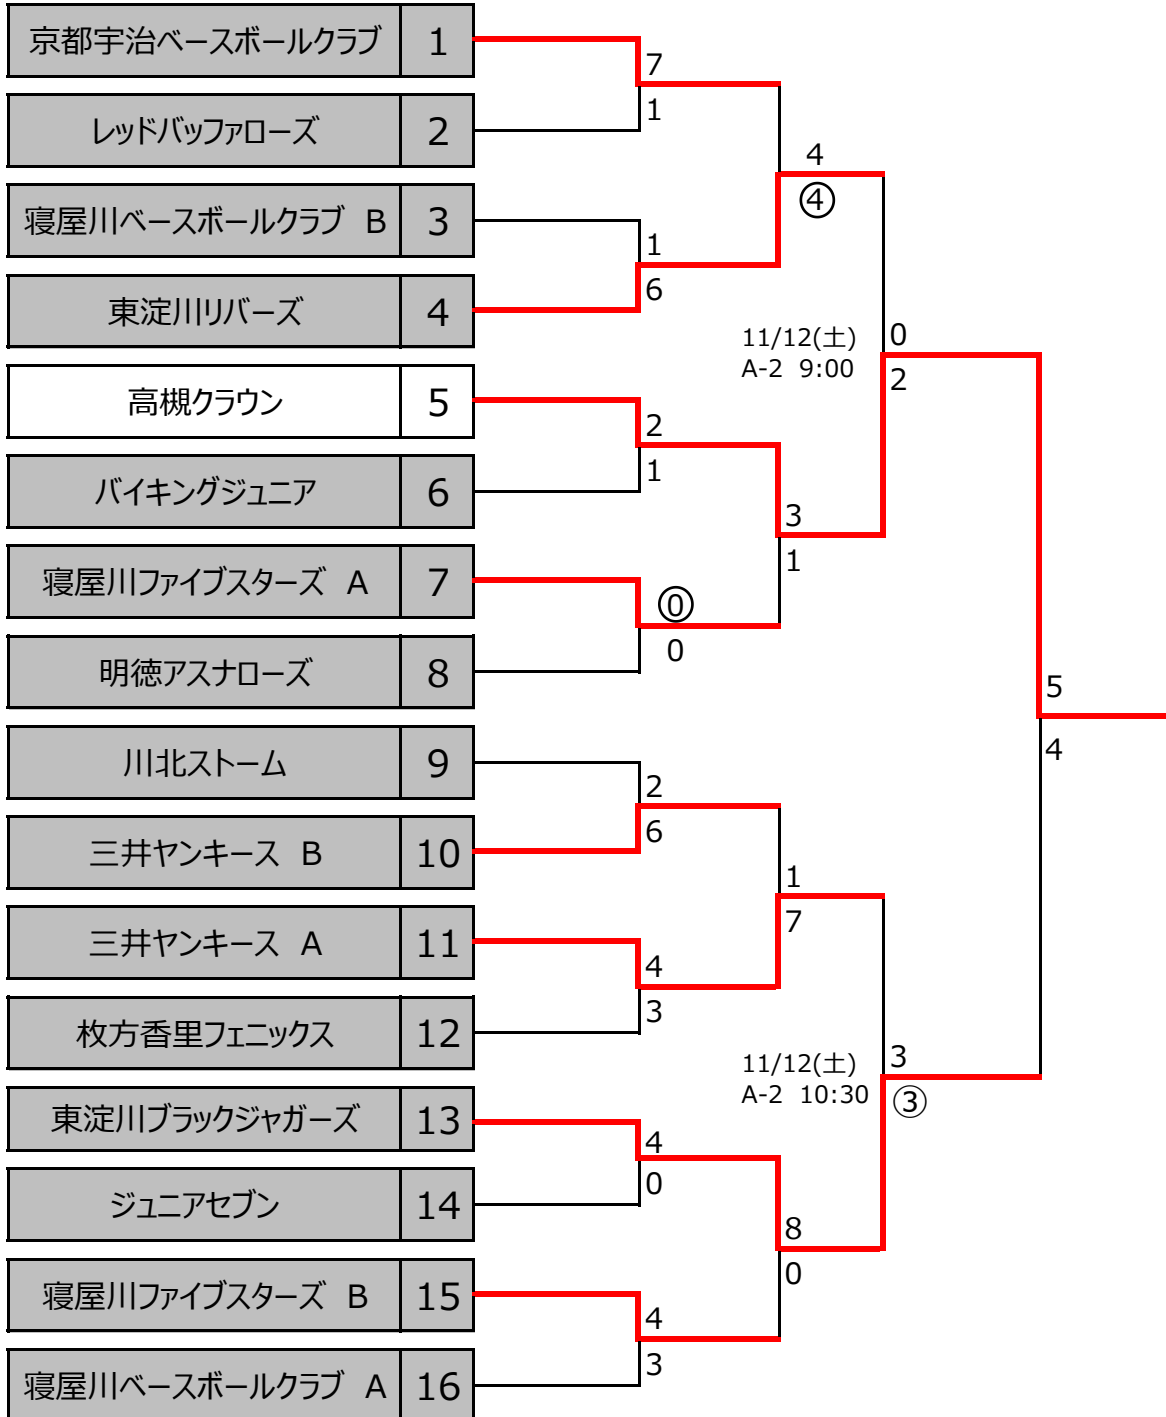 京都宇治ベースボールクラブ 1
7
1
レッドバッファローズ 2
4
④
寝屋川ベースボールクラブ B 3
1
6
東淀川リバーズ 4
11/12(土)
A-2 9:00
0
2
高槻クラウン 5
2
1
バイキングジュニア 6
3
1
寝屋川ファイブスターズ A 7
⓪
0
明徳アスナローズ 8
5
4
川北ストーム 9
2
6
三井ヤンキース B 10
1
7
三井ヤンキース A 11
4
3
枚方香里フェニックス 12
11/12(土)
A-2 10:30
3
③
東淀川ブラックジャガーズ 13
4
0
ジュニアセブン 14
8
0
寝屋川ファイブスターズ B 15
4
3
寝屋川ベースボールクラブ A 16